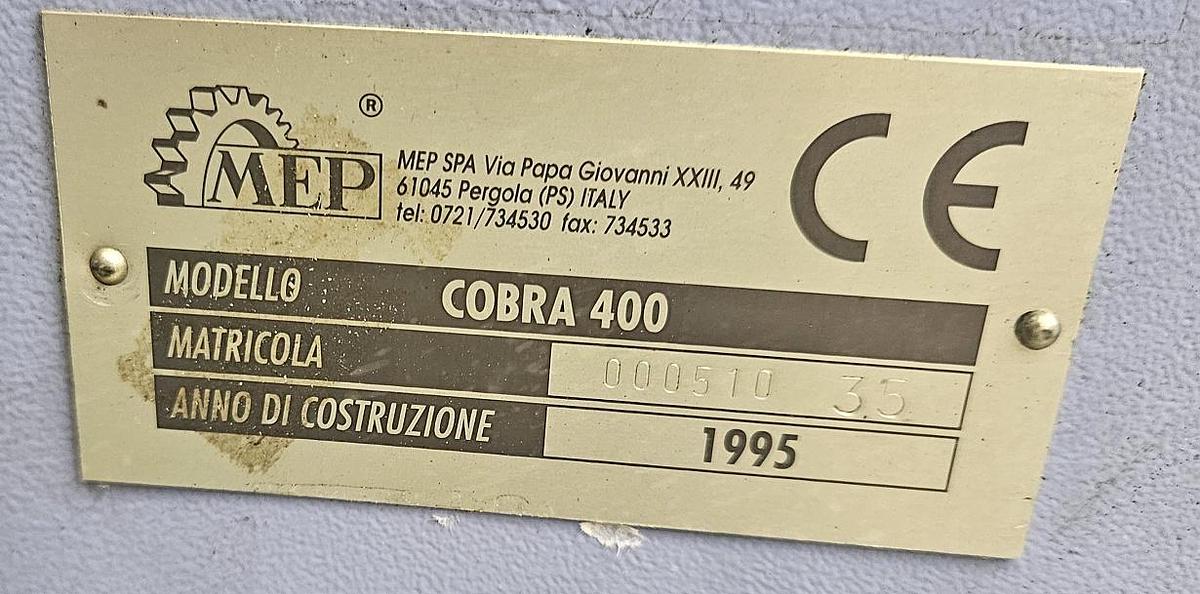 MEP ®
MEP SPA Via Papa Giovanni XXIII, 49
61045 Pergola (PS) ITALY
tel: 0721/734530 fax: 734533
CE
MODELLO COBRA 400
MATRICOLA 000510 35
ANNO DI COSTRUZIONE 1995